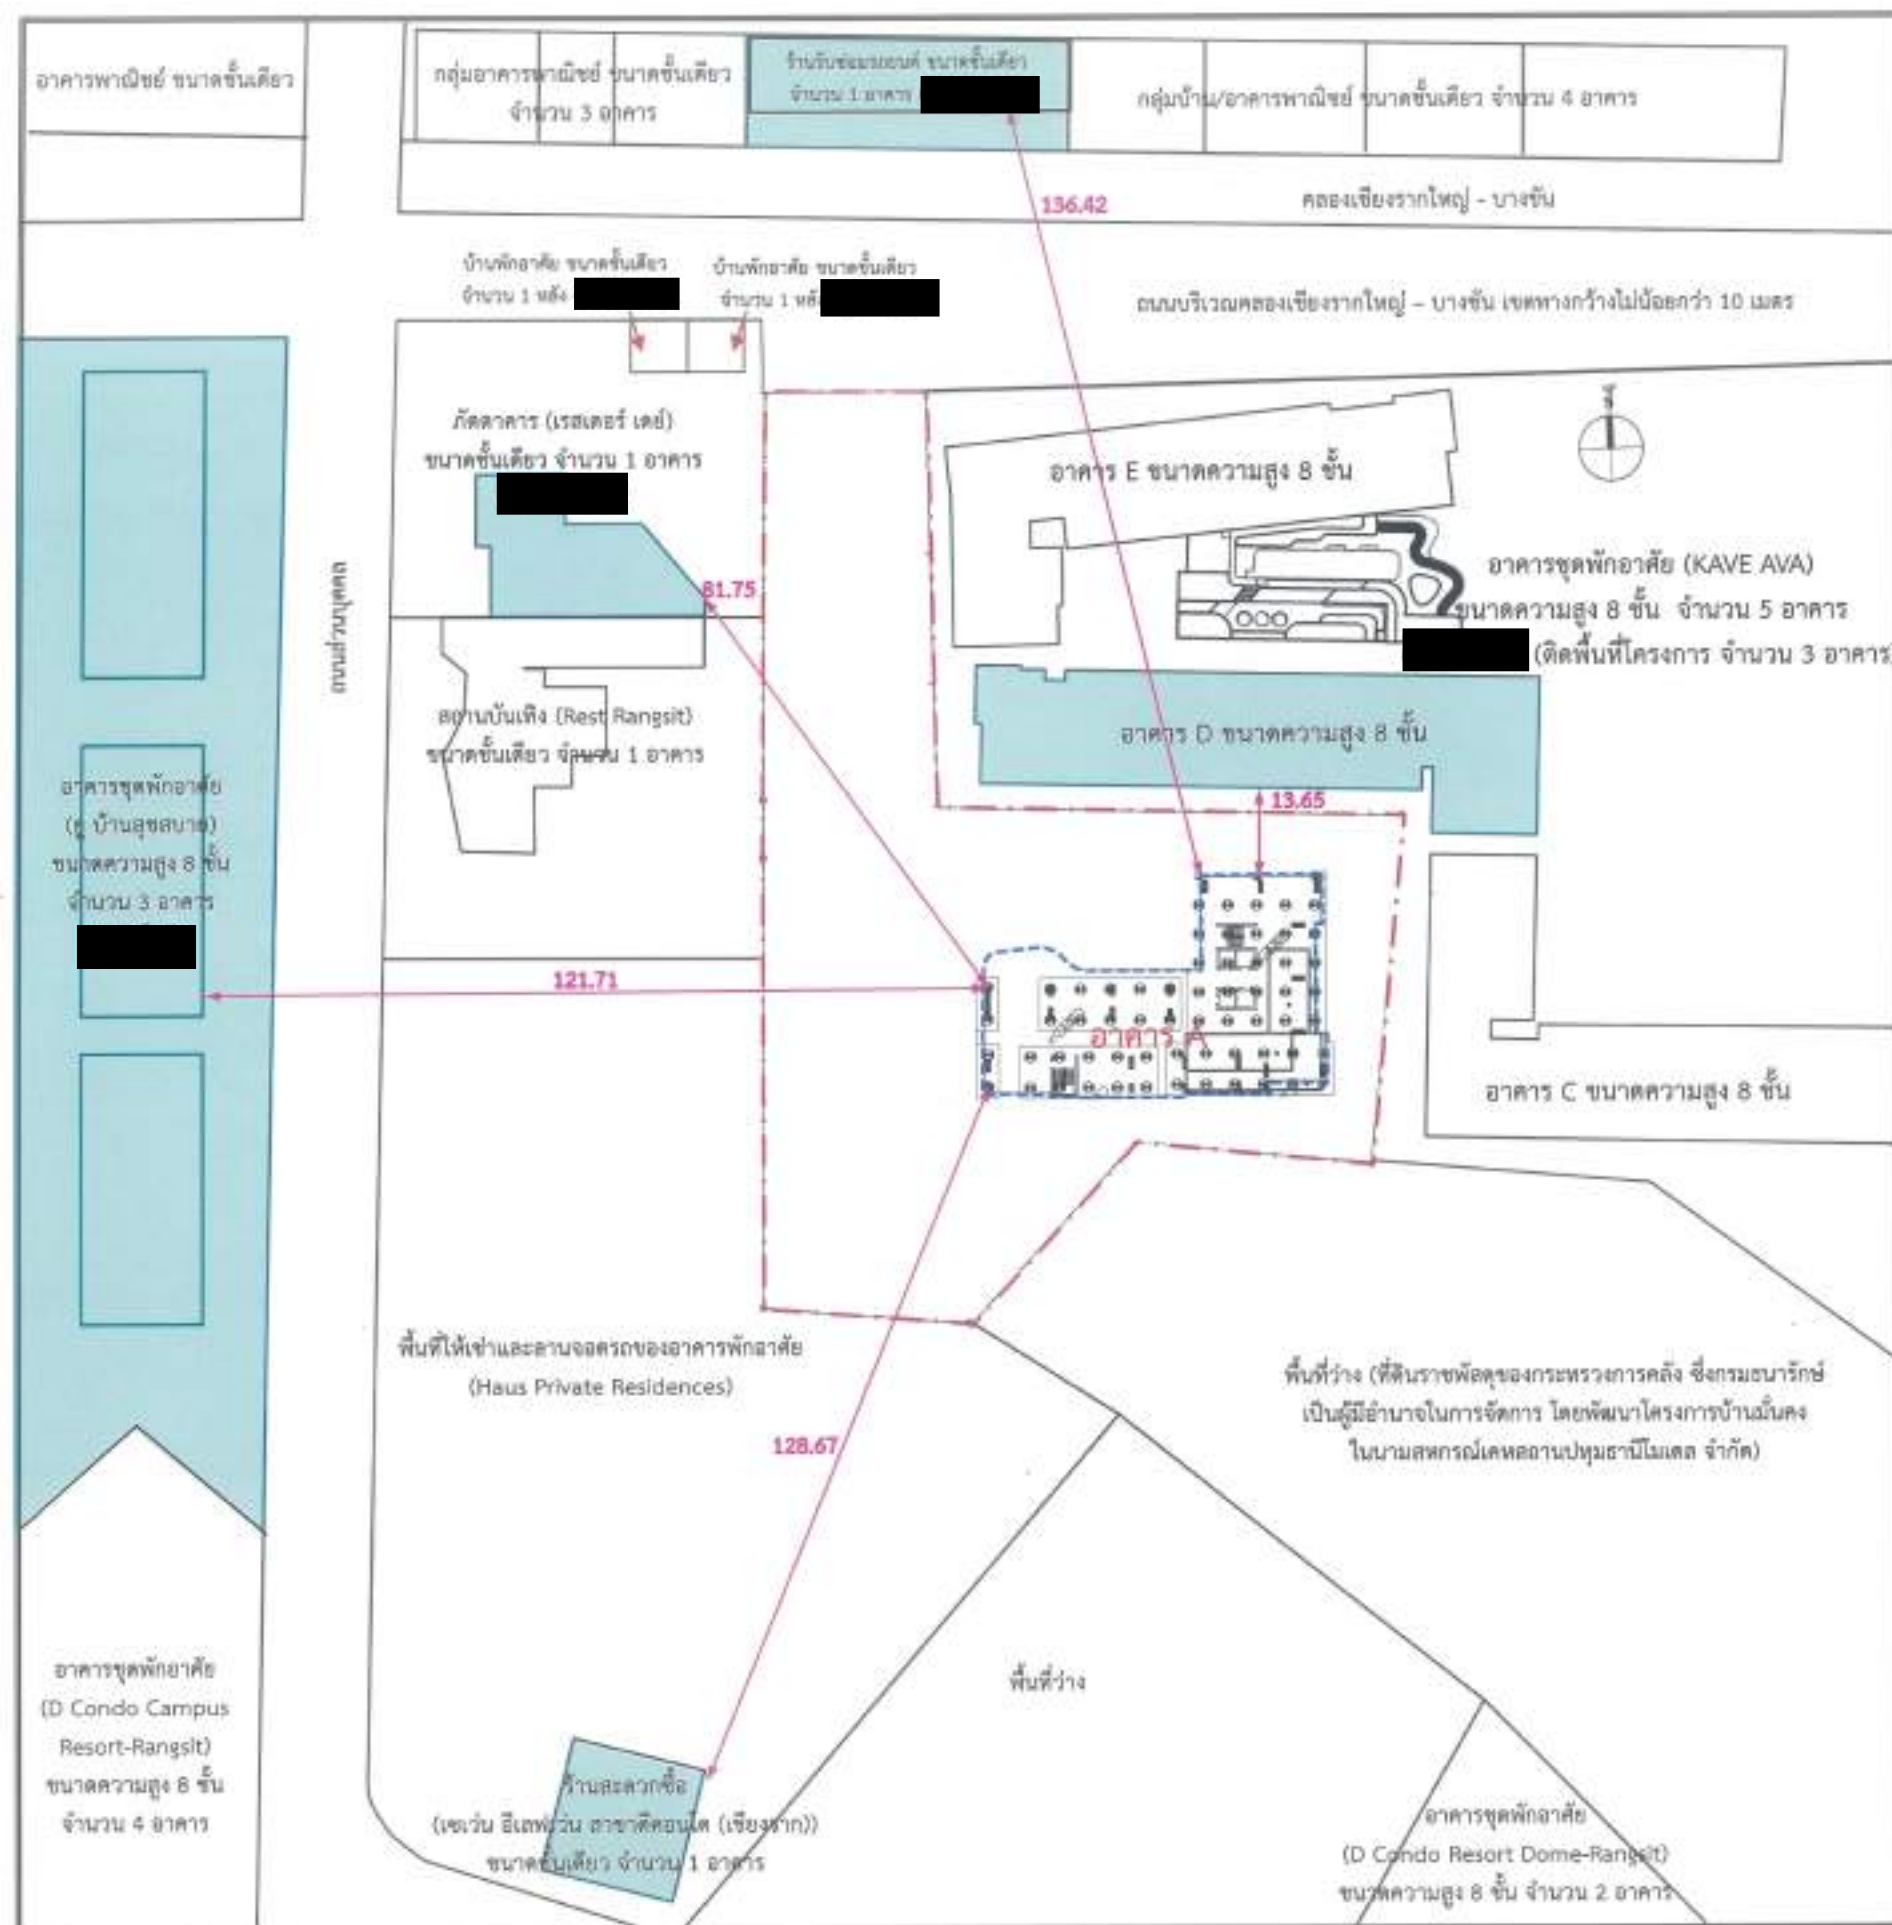 อาคารพาณิชย์ ขนาดชั้นเดียว
กลุ่มอาคารพาณิชย์ ขนาดชั้นเดียว
จำนวน 3 อาคาร
ร้านรับซ่อมรถยนต์ ขนาดชั้นเดียว
จำนวน 1 อาคาร
กลุ่มบ้าน/อาคารพาณิชย์ ขนาดชั้นเดียว จำนวน 4 อาคาร
136.42
คลองเชียงรากใหญ่ - บางขัน
บ้านพักอาศัย ขนาดชั้นเดียว
จำนวน 1 หลัง
บ้านพักอาศัย ขนาดชั้นเดียว
จำนวน 1 หลัง
ถนนบริเวณคลองเชียงรากใหญ่ – บางขัน เขตทางกว้างไม่น้อยกว่า 10 เมตร
ภัตตาคาร (เรสเตอร์ เดย์)
ขนาดชั้นเดียว จำนวน 1 อาคาร
อาคาร E ขนาดความสูง 8 ชั้น
ถนนส่วนบุคคล
81.75
อาคารชุดพักอาศัย (KAVE AVA)
ขนาดความสูง 8 ชั้น จำนวน 5 อาคาร
(ติดพื้นที่โครงการ จำนวน 3 อาคาร)
สถานบันเทิง (Rest Rangsit)
ขนาดชั้นเดียว จำนวน 1 อาคาร
อาคาร D ขนาดความสูง 8 ชั้น
13.65
อาคารชุดพักอาศัย
(ยู บ้านสุขสบาย)
ขนาดความสูง 8 ชั้น
จำนวน 3 อาคาร
121.71
อาคาร A
อาคาร C ขนาดความสูง 8 ชั้น
พื้นที่ให้เช่าและลานจอดรถของอาคารพักอาศัย
(Haus Private Residences)
พื้นที่ว่าง (ที่ดินราชพัสดุของกระทรวงการคลัง ซึ่งกรมธนารักษ์
เป็นผู้มีอำนาจในการจัดการ โดยพัฒนาโครงการบ้านมั่นคง
ในนามสหกรณ์เคหสถานปทุมธานีโมเดล จำกัด)
128.67
อาคารชุดพักอาศัย
(D Condo Campus
Resort-Rangsit)
ขนาดความสูง 8 ชั้น
จำนวน 4 อาคาร
พื้นที่ว่าง
ร้านสะดวกซื้อ
(เซเว่น อีเลฟเว่น สาขาดีคอนโด (เชียงราก))
ขนาดชั้นเดียว จำนวน 1 อาคาร
อาคารชุดพักอาศัย
(D Condo Resort Dome-Rangsit)
ขนาดความสูง 8 ชั้น จำนวน 2 อาคาร